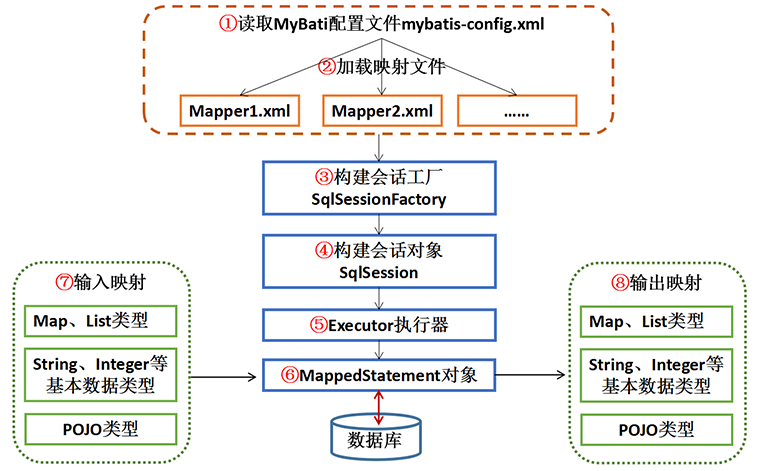 ①读取MyBati配置文件mybatis-config.xml
②加载映射文件
Mapper1.xml
Mapper2.xml
……
③构建会话工厂
SqlSessionFactory
④构建会话对象
SqlSession
⑤Executor执行器
⑥MappedStatement对象
数据库
⑦输入映射
Map、List类型
String、Integer等
基本数据类型
POJO类型
⑧输出映射
Map、List类型
String、Integer等
基本数据类型
POJO类型